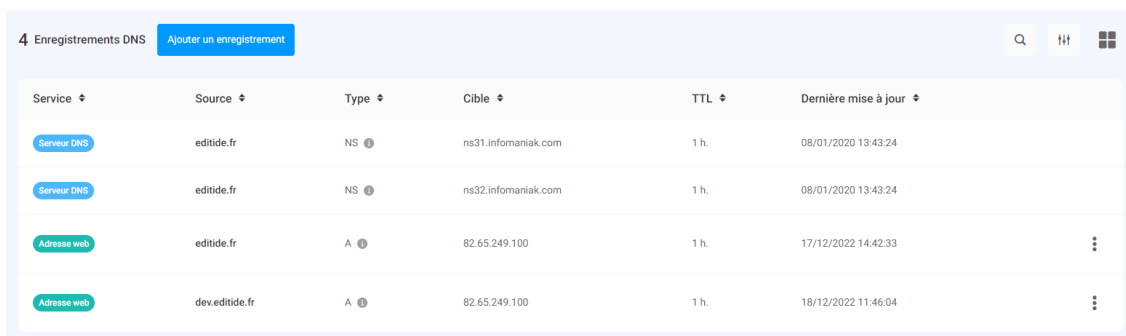 4 Enregistrements DNS Ajouter un enregistrement
Service Source Type Cible TTL Dernière mise à jour
Serveur DNS editide.fr NS ns31.infomaniak.com 1 h. 08/01/2020 13:43:24
Serveur DNS editide.fr NS ns32.infomaniak.com 1 h. 08/01/2020 13:43:24
Adresse web editide.fr A 82.65.249.100 1 h. 17/12/2022 14:42:33
Adresse web dev.editide.fr A 82.65.249.100 1 h. 18/12/2022 11:46:04